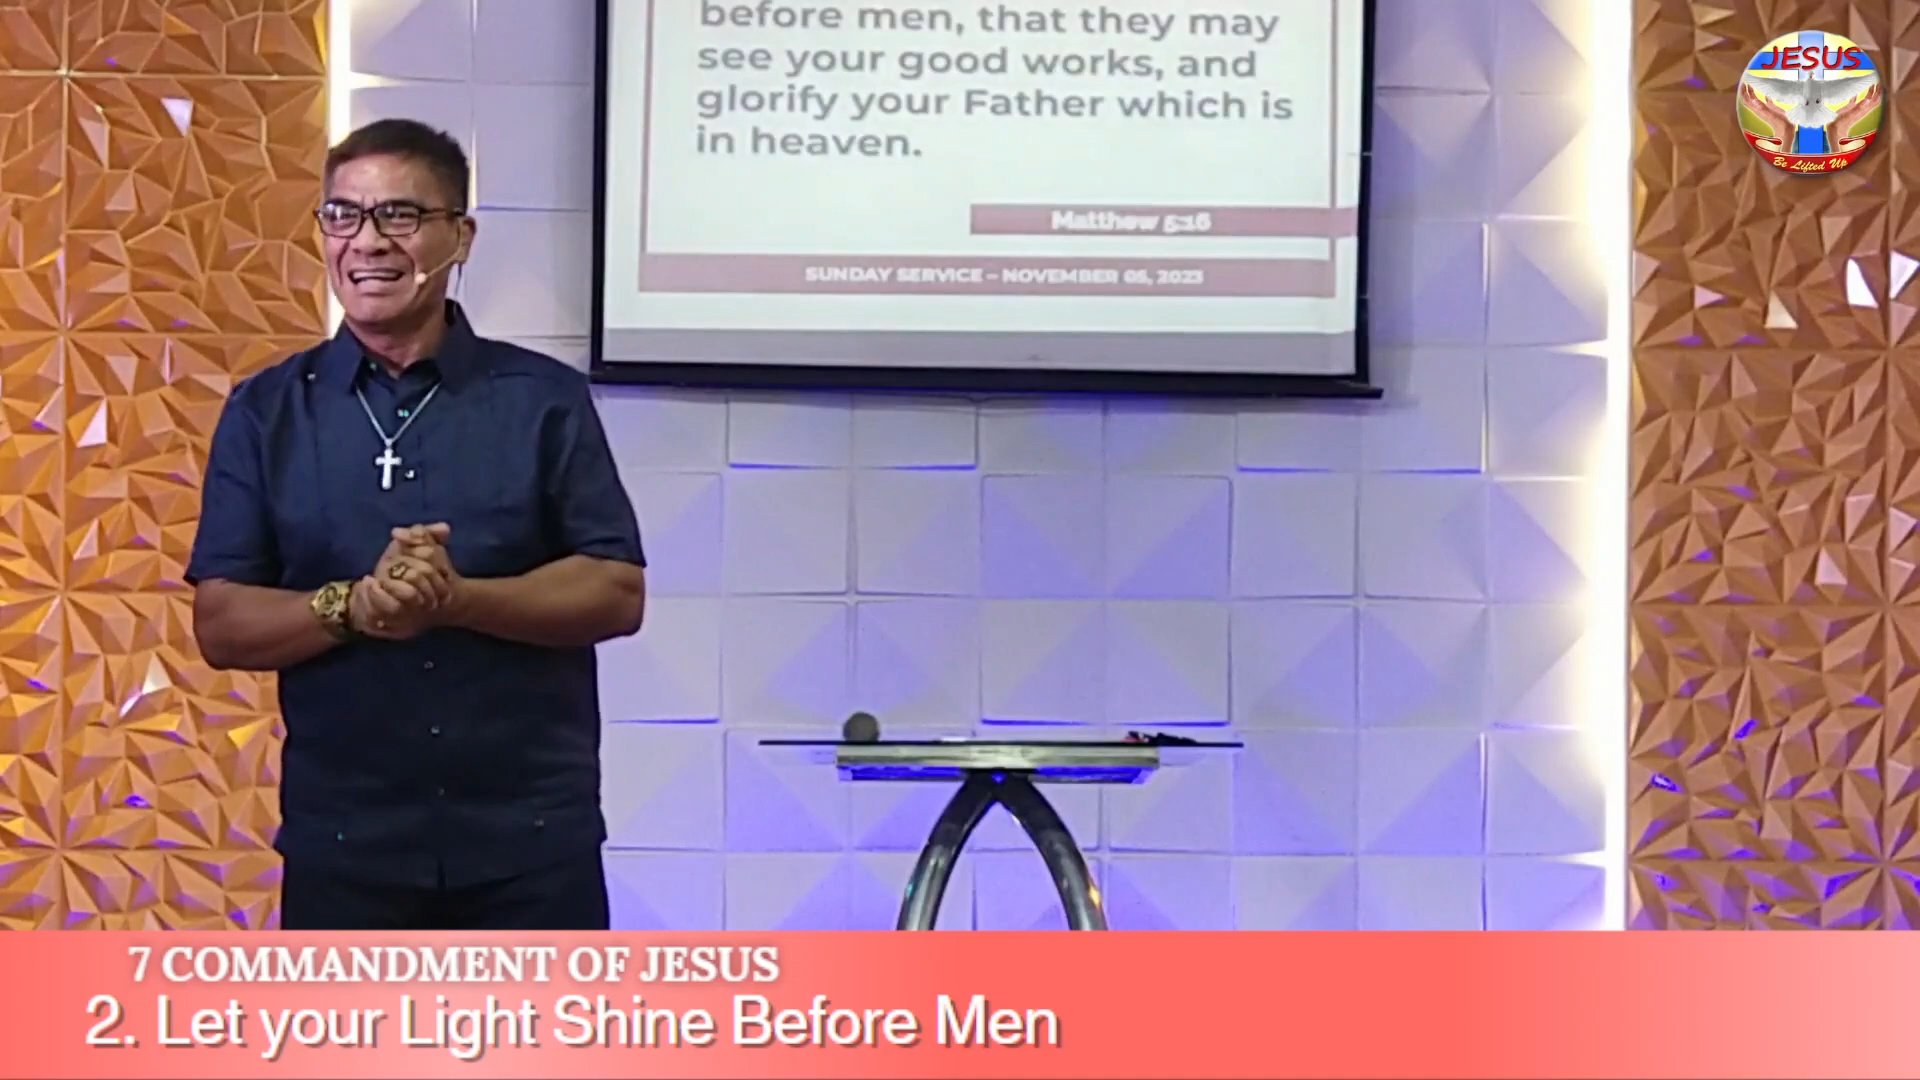 before men, that they may
see your good works, and
glorify your Father which is
in heaven.
Matthew 5:16
SUNDAY SERVICE – NOVEMBER 05, 2023
JESUS
Be Lifted Up
7 COMMANDMENT OF JESUS
2. Let your Light Shine Before Men